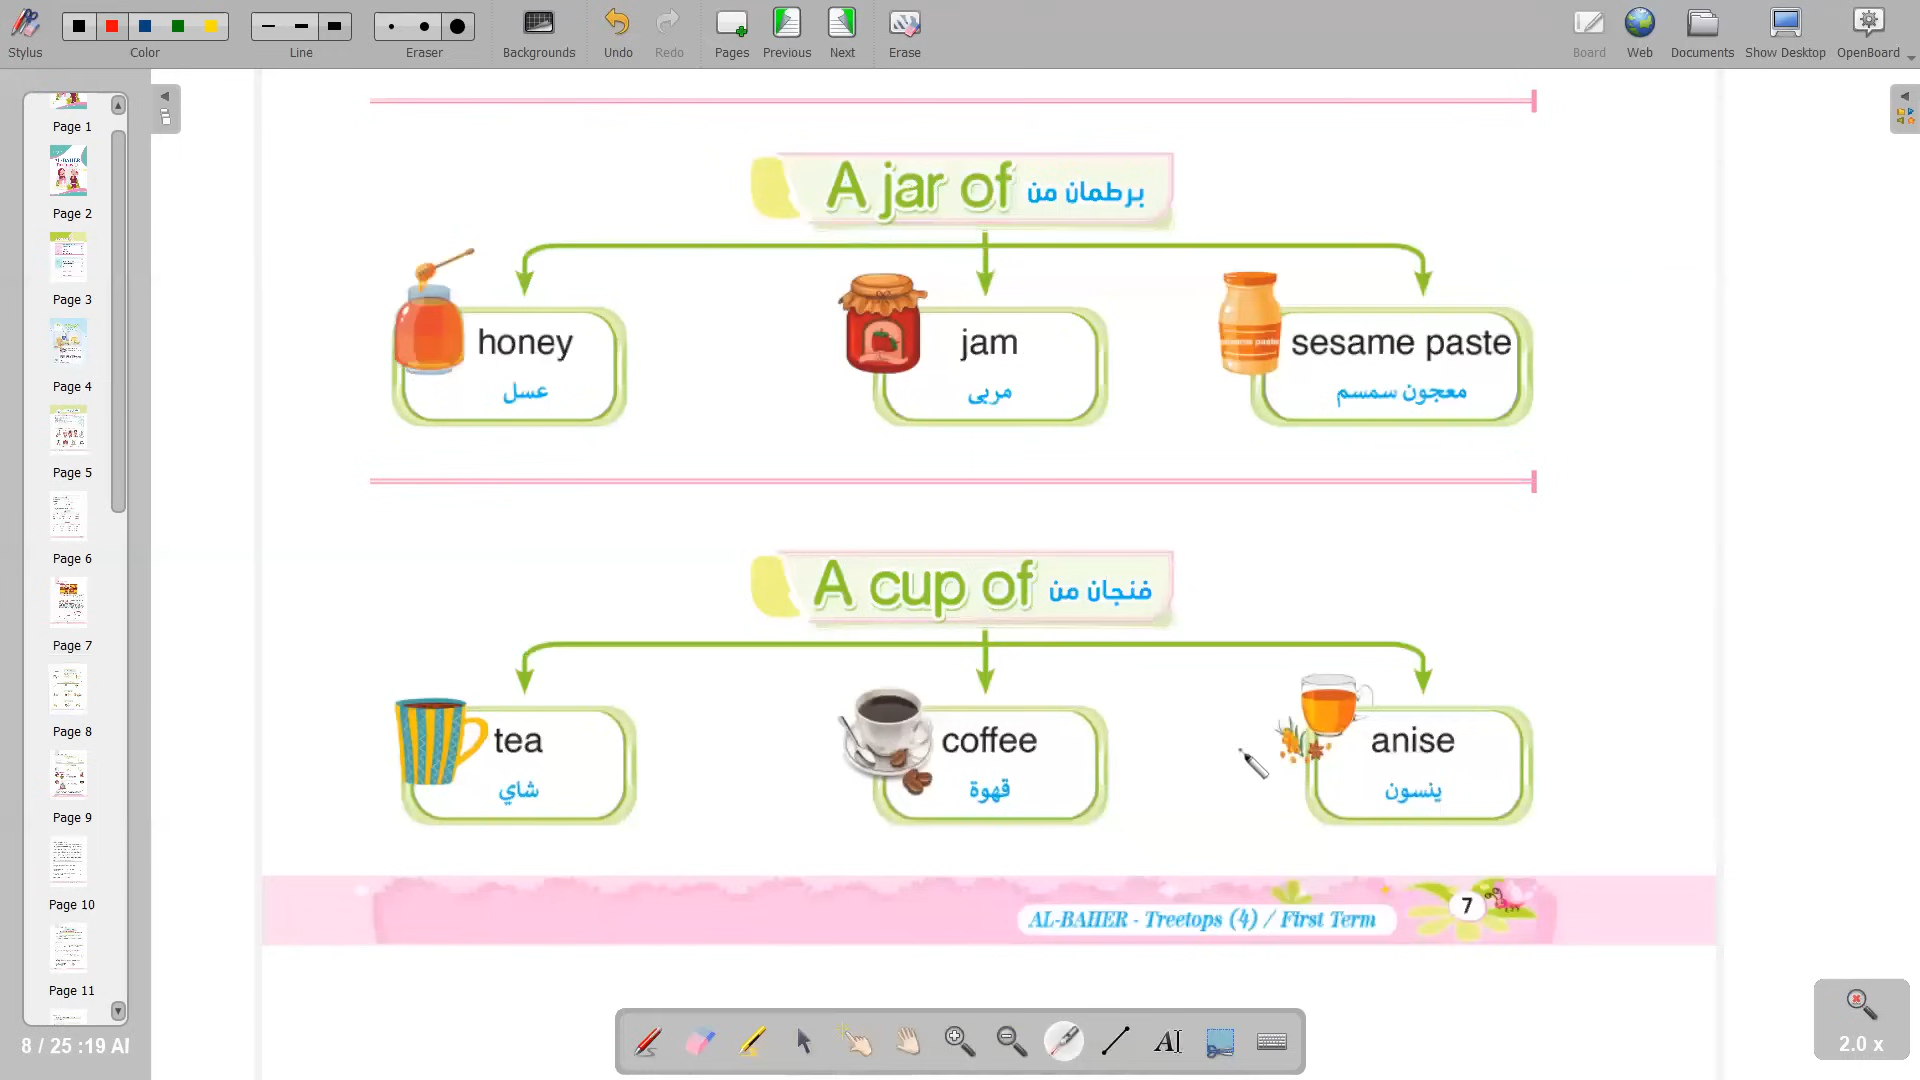 Stylus Color Line Eraser Backgrounds Undo Redo Pages Previous Next Erase Board Web Documents Show Desktop OpenBoard
Page 1
Page 2
Page 3
Page 4
Page 5
Page 6
Page 7
Page 8
Page 9
Page 10
Page 11
8 / 25 :19 AI
A jar of برطمان من
honey
عسل
jam
مربى
sesame paste
معجون سمسم
A cup of فنجان من
tea
شاي
coffee
قهوة
anise
ينسون
AL-BAHER - Treetops (4) / First Term
7
2.0 x